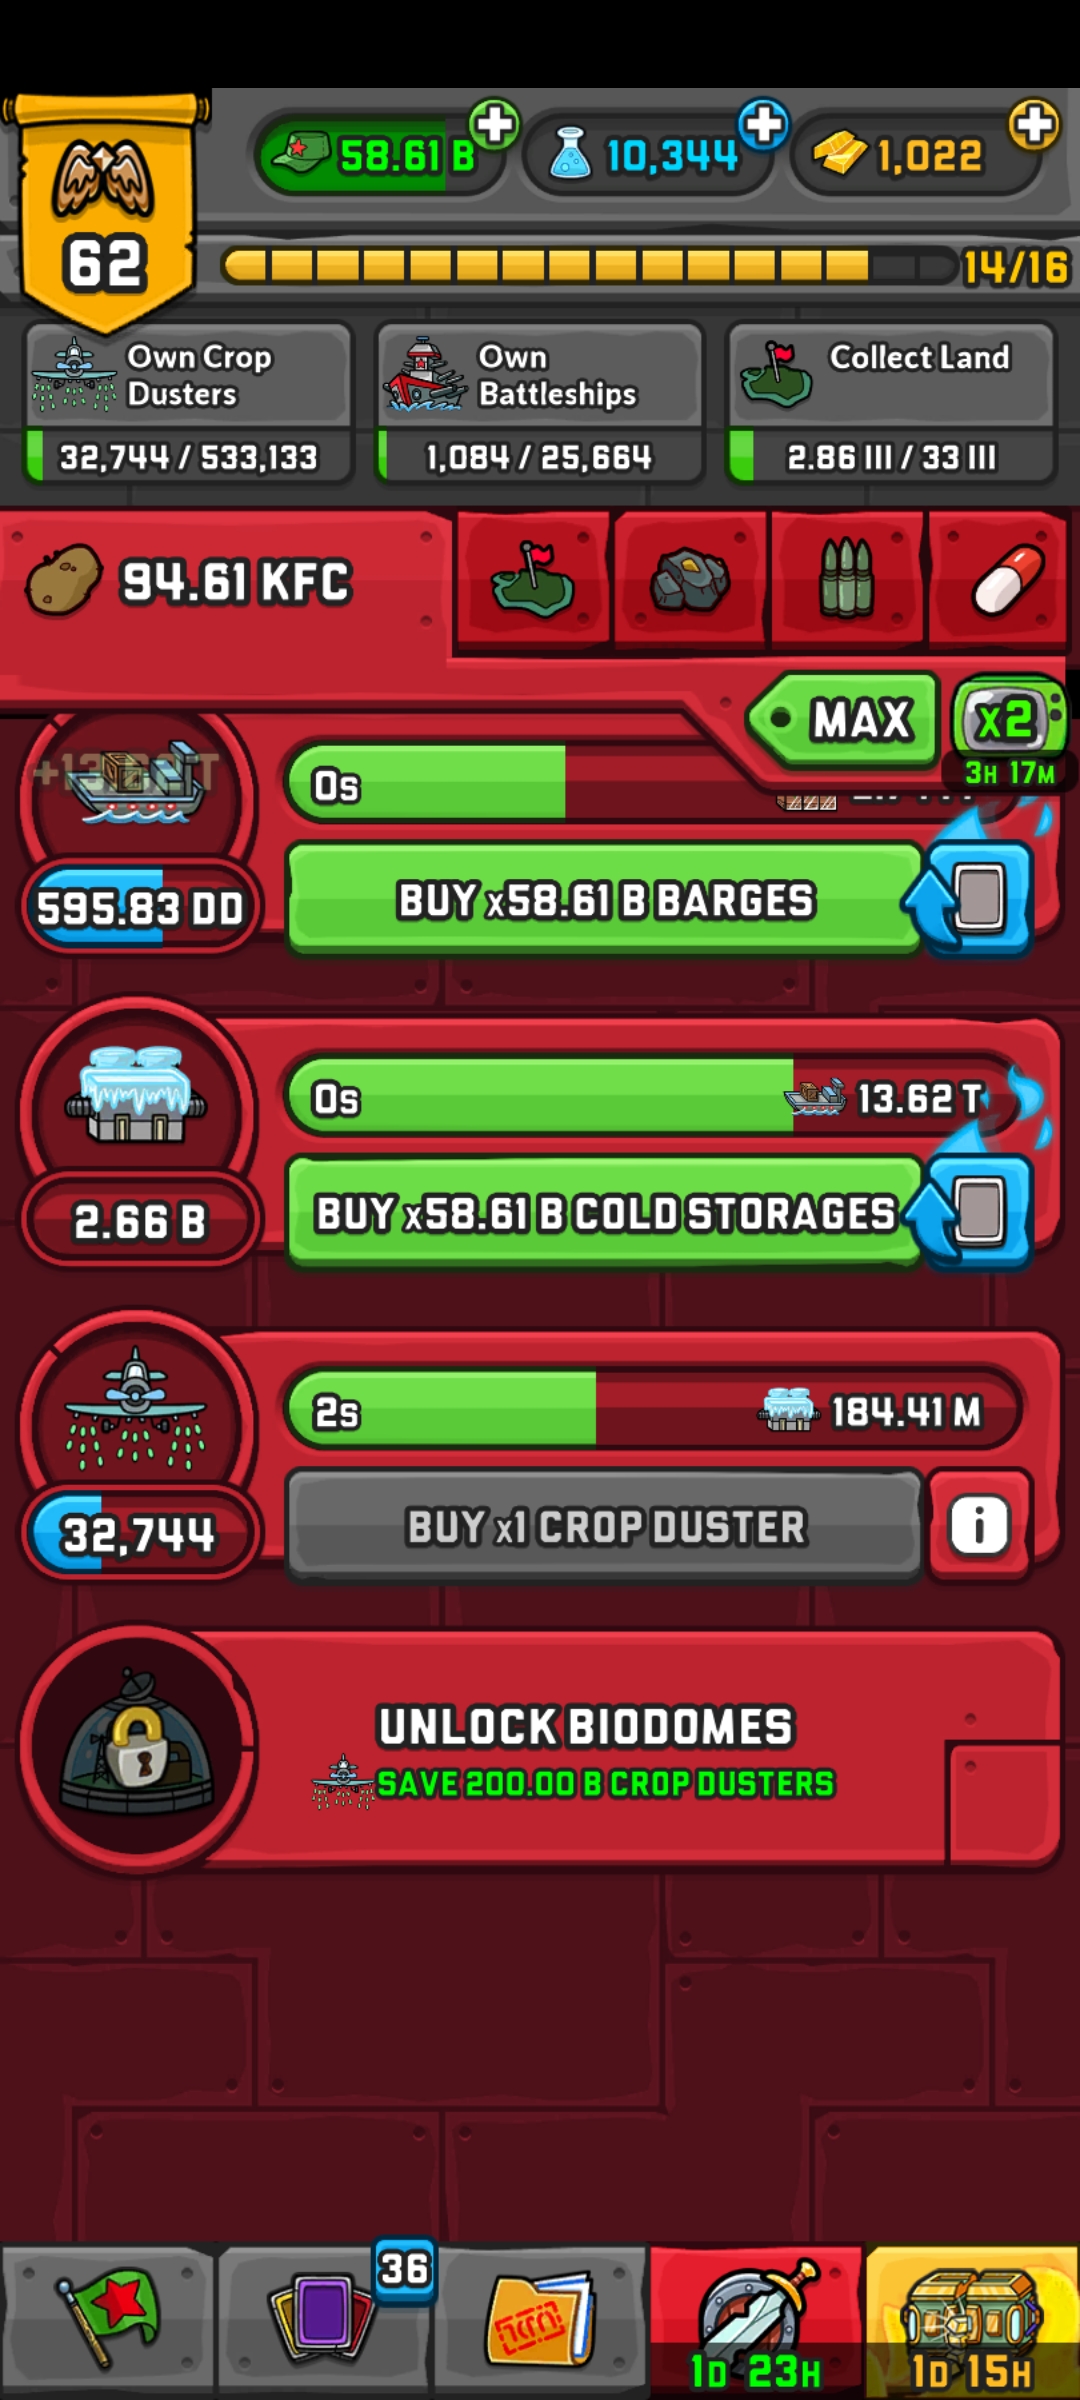 58.61 B
10,344
1,022
62
14/16
Own Crop
Dusters
32,744 / 533,133
Own
Battleships
1,084 / 25,664
Collect Land
2.86 III / 33 III
94.61 KFC
MAX
x2
3H 17M
0s
595.83 DD
BUY x58.61 B BARGES
0s
13.62 T
2.66 B
BUY x58.61 B COLD STORAGES
2s
184.41 M
32,744
BUY x1 CROP DUSTER
i
UNLOCK BIODOMES
SAVE 200.00 B CROP DUSTERS
36
1D 23H
1D 15H